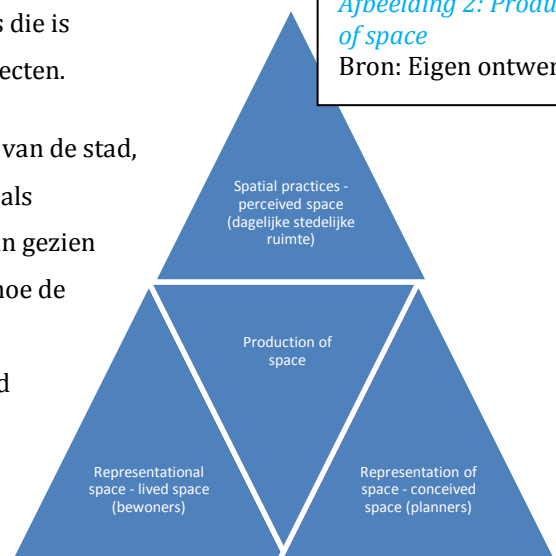 s die is
ecten.
van de stad,
als
n gezien
hoe de
d
Afbeelding 2: Produ
of space
Bron: Eigen ontwer
Spatial practices -
perceived space
(dagelijke stedelijke
ruimte)
Production of
space
Representational
space - lived space
(bewoners)
Representation of
space - conceived
space (planners)